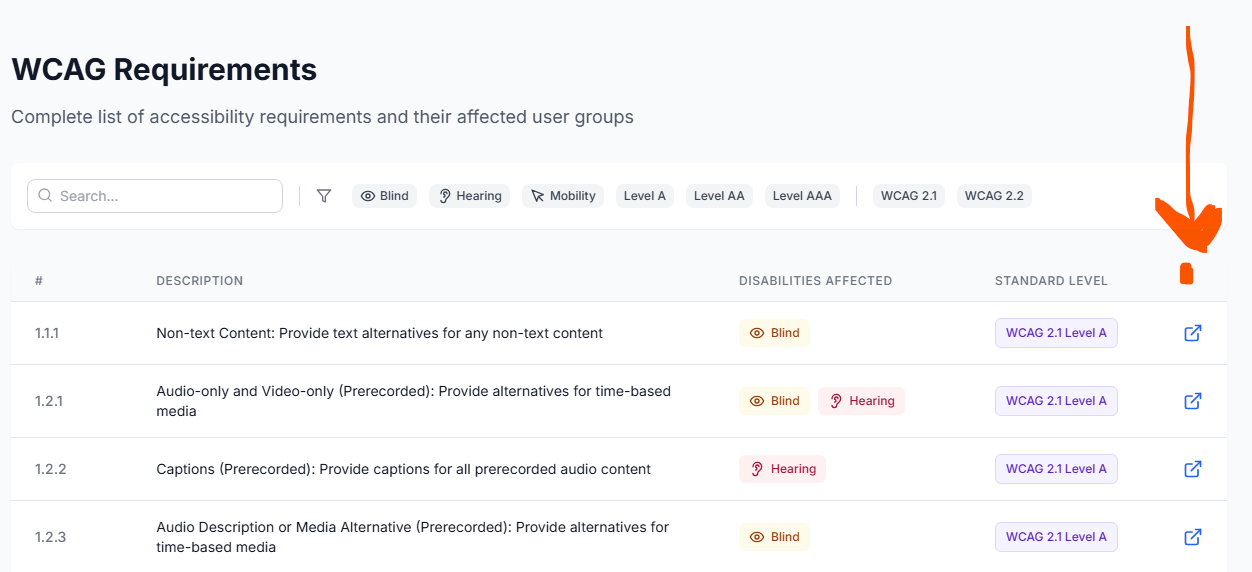 WCAG Requirements
Complete list of accessibility requirements and their affected user groups
Search... Blind Hearing Mobility Level A Level AA Level AAA WCAG 2.1 WCAG 2.2
# DESCRIPTION DISABILITIES AFFECTED STANDARD LEVEL
1.1.1 Non-text Content: Provide text alternatives for any non-text content Blind WCAG 2.1 Level A
1.2.1 Audio-only and Video-only (Prerecorded): Provide alternatives for time-based
media Blind Hearing WCAG 2.1 Level A
1.2.2 Captions (Prerecorded): Provide captions for all prerecorded audio content Hearing WCAG 2.1 Level A
1.2.3 Audio Description or Media Alternative (Prerecorded): Provide alternatives for
time-based media Blind WCAG 2.1 Level A